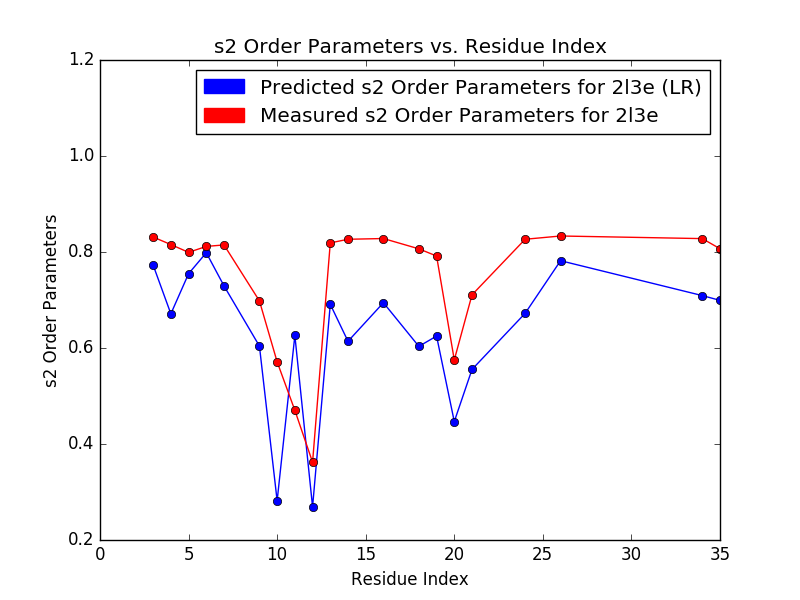 s2 Order Parameters vs. Residue Index
Predicted s2 Order Parameters for 2l3e (LR)
Measured s2 Order Parameters for 2l3e
1.2
1.0
0.8
0.6
0.4
0.2
s2 Order Parameters
0 5 10 15 20 25 30 35
Residue Index